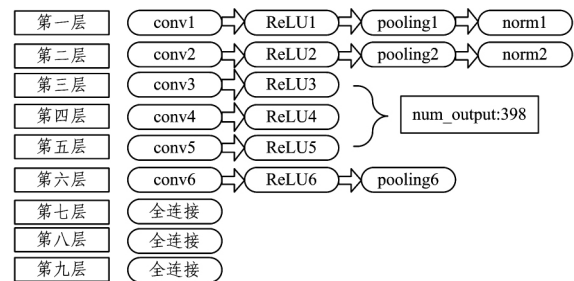 第一层 conv1 ReLU1 pooling1 norm1
第二层 conv2 ReLU2 pooling2 norm2
第三层 conv3 ReLU3
第四层 conv4 ReLU4 num_output:398
第五层 conv5 ReLU5
第六层 conv6 ReLU6 pooling6
第七层 全连接
第八层 全连接
第九层 全连接